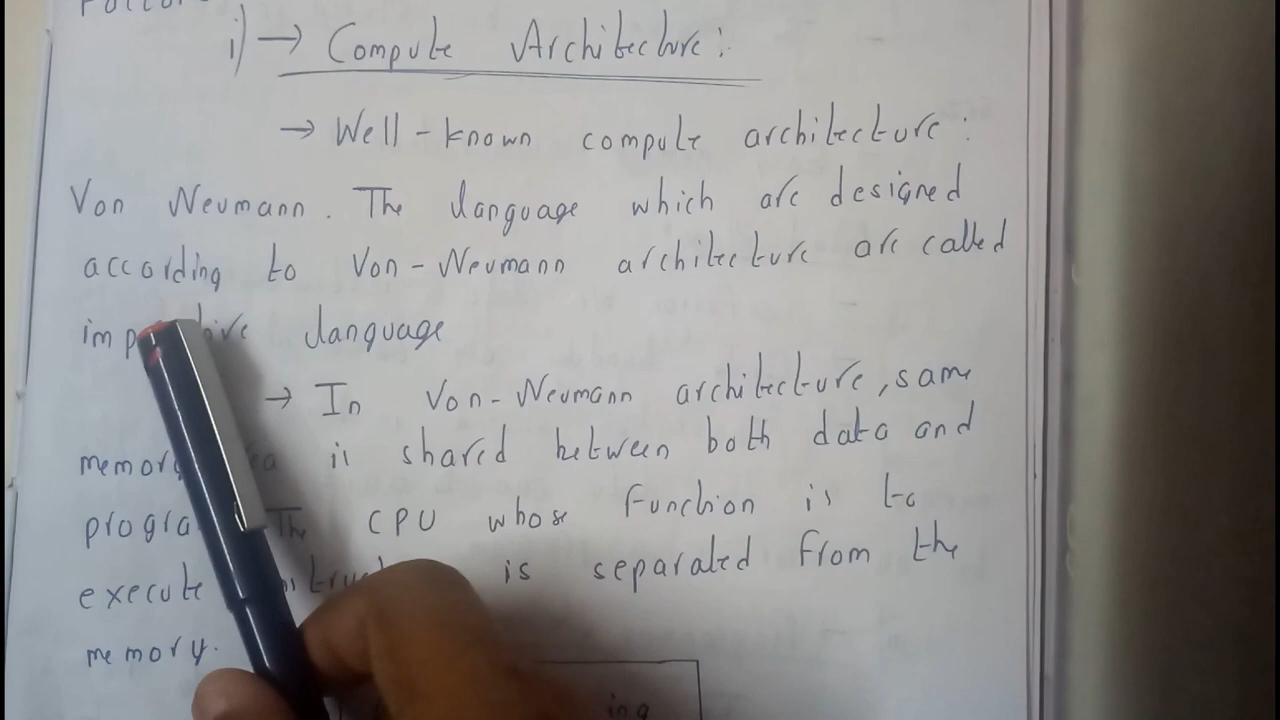 i) → Compute Architecture:
→ Well-known compute architecture:
Von Neumann. The language which are designed
according to Von-Neumann architecture are called
language
→ In Von-Neumann architecture, same
memory is shared between both data and
The CPU whose function is to
execute is separated from the
memory.